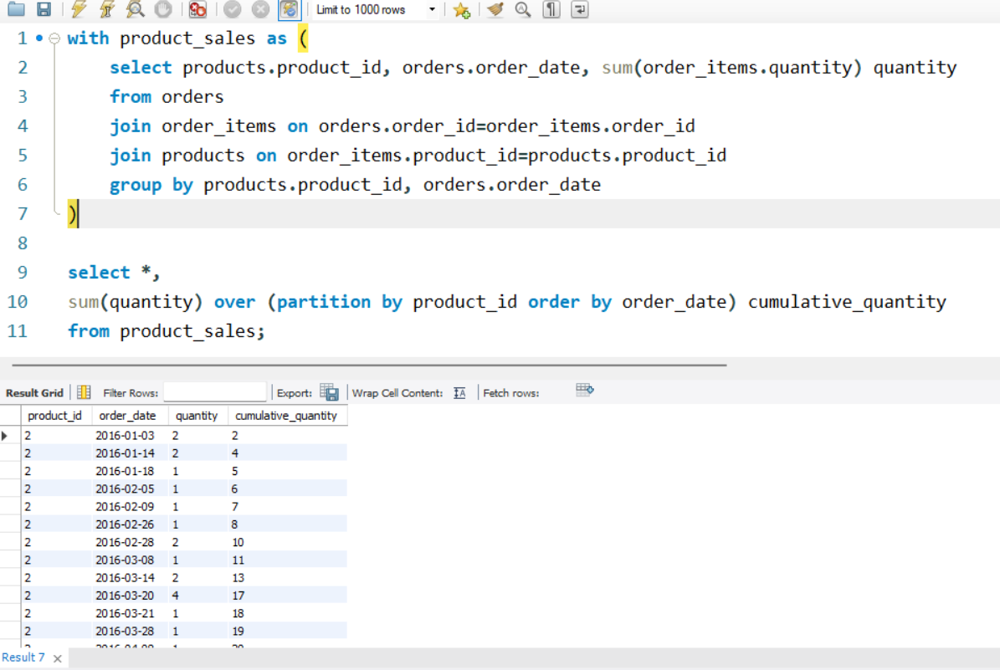 Limit to 1000 rows
1 with product_sales as (
2 select products.product_id, orders.order_date, sum(order_items.quantity) quantity
3 from orders
4 join order_items on orders.order_id=order_items.order_id
5 join products on order_items.product_id=products.product_id
6 group by products.product_id, orders.order_date
7 )
8
9 select *,
10 sum(quantity) over (partition by product_id order by order_date) cumulative_quantity
11 from product_sales;
Result Grid Filter Rows: Export: Wrap Cell Content: IA Fetch rows:
product_id order_date quantity cumulative_quantity
2 2016-01-03 2 2
2 2016-01-14 2 4
2 2016-01-18 1 5
2 2016-02-05 1 6
2 2016-02-09 1 7
2 2016-02-26 1 8
2 2016-02-28 2 10
2 2016-03-08 1 11
2 2016-03-14 2 13
2 2016-03-20 4 17
2 2016-03-21 1 18
2 2016-03-28 1 19
Result 7